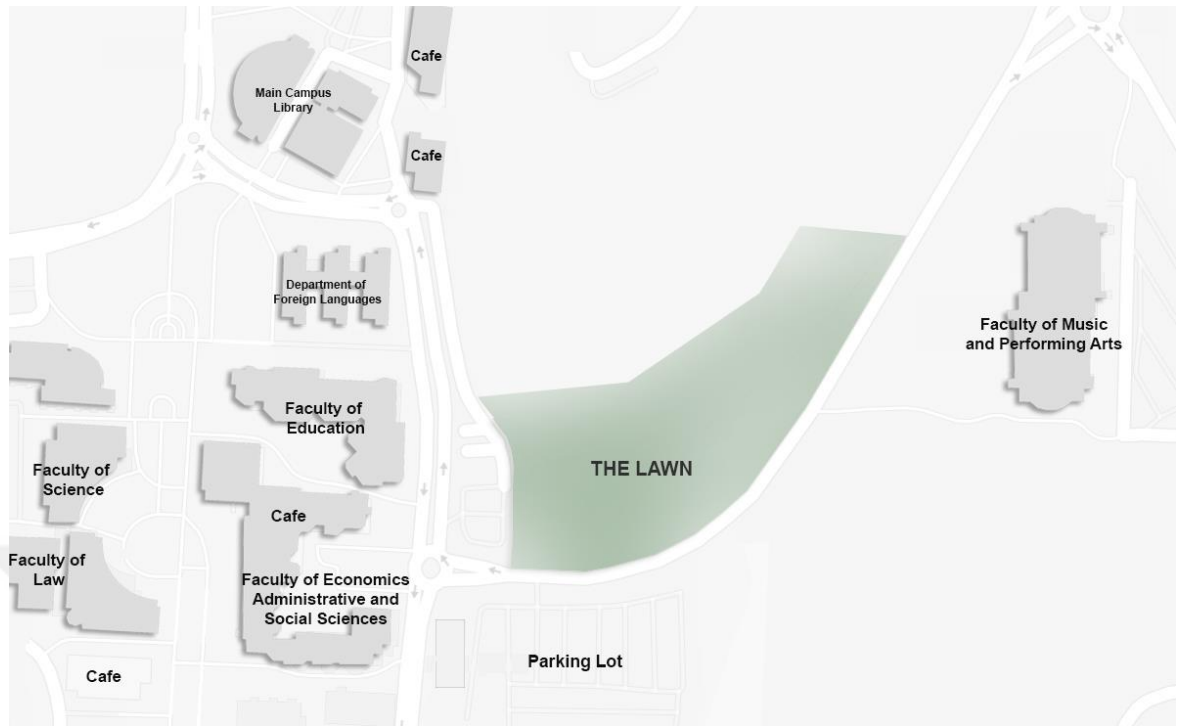 Cafe
Main Campus
Library
Cafe
Department of
Foreign Languages
Faculty of Music
and Performing Arts
Faculty of
Education
THE LAWN
Faculty of
Science
Cafe
Faculty of
Law
Faculty of Economics
Administrative and
Social Sciences
Parking Lot
Cafe